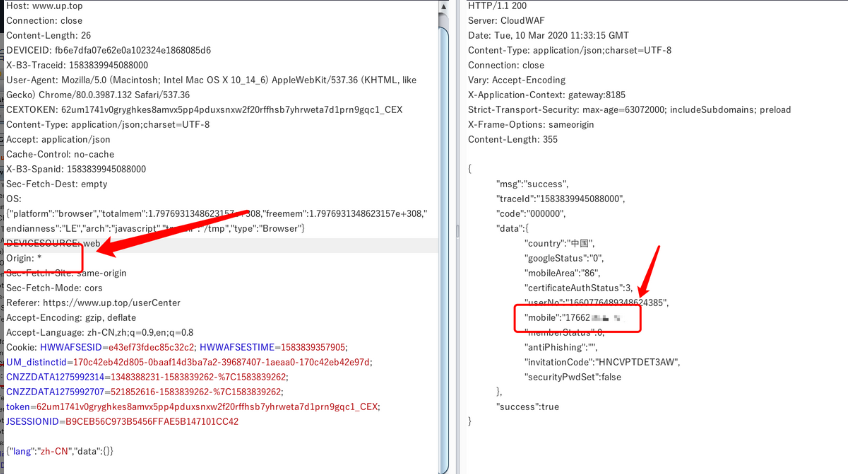 Host: www.up.top
Connection: close
Content-Length: 26
DEVICEID: fb6e7dfa07e62e0a102324e1868085d6
X-B3-Traceid: 1583839945088000
User-Agent: Mozilla/5.0 (Macintosh; Intel Mac OS X 10_14_6) AppleWebKit/537.36 (KHTML, like
Gecko) Chrome/80.0.3987.132 Safari/537.36
CEXTOKEN: 62um1741v0gryghkes8amvx5pp4pduxsnxw2f20rffhsb7yhrweta7d1prn9gqc1_CEX
Content-Type: application/json;charset=UTF-8
Accept: application/json
Cache-Control: no-cache
X-B3-Spanid: 1583839945088000
Sec-Fetch-Dest: empty
OS:
{"platform":"browser","totalmem":1.7976931348623157e+308,"freemem":1.7976931348623157e+308,"
endianness":"LE","arch":"javascript", "/tmp","type":"Browser"}
DEVICESOURCE: web
Origin: *
Sec-Fetch-Site: same-origin
Sec-Fetch-Mode: cors
Referer: https://www.up.top/userCenter
Accept-Encoding: gzip, deflate
Accept-Language: zh-CN,zh;q=0.9,en;q=0.8
Cookie: HWWAFSESID=e43ef73fdec85c32c2; HWWAFSESTIME=1583839357905;
UM_distinctid=170c42eb42d805-0baaf14d3ba7a2-39687407-1aeaa0-170c42eb42e97d;
CNZZDATA1275992314=1348388231-1583839262-%7C1583839262;
CNZZDATA1275992707=521852616-1583839262-%7C1583839262;
token=62um1741v0gryghkes8amvx5pp4pduxsnxw2f20rffhsb7yhrweta7d1prn9gqc1_CEX;
JSESSIONID=B9CEB56C973B5456FFAE5B147101CC42
{"lang":"zh-CN","data":{}}
HTTP/1.1 200
Server: CloudWAF
Date: Tue, 10 Mar 2020 11:33:15 GMT
Content-Type: application/json;charset=UTF-8
Connection: close
Vary: Accept-Encoding
X-Application-Context: gateway:8185
Strict-Transport-Security: max-age=63072000; includeSubdomains; preload
X-Frame-Options: sameorigin
Content-Length: 355
{
"msg":"success",
"traceId":"1583839945088000",
"code":"000000",
"data":{
"country":"中国",
"googleStatus":"0",
"mobileArea":"86",
"certificateAuthStatus":3,
"userNo":"1660776489348624385",
"mobile":"17662
"memberStatus":0,
"antiPhishing":"",
"invitationCode":"HNCVPTDET3AW",
"securityPwdSet":false
},
"success":true
}